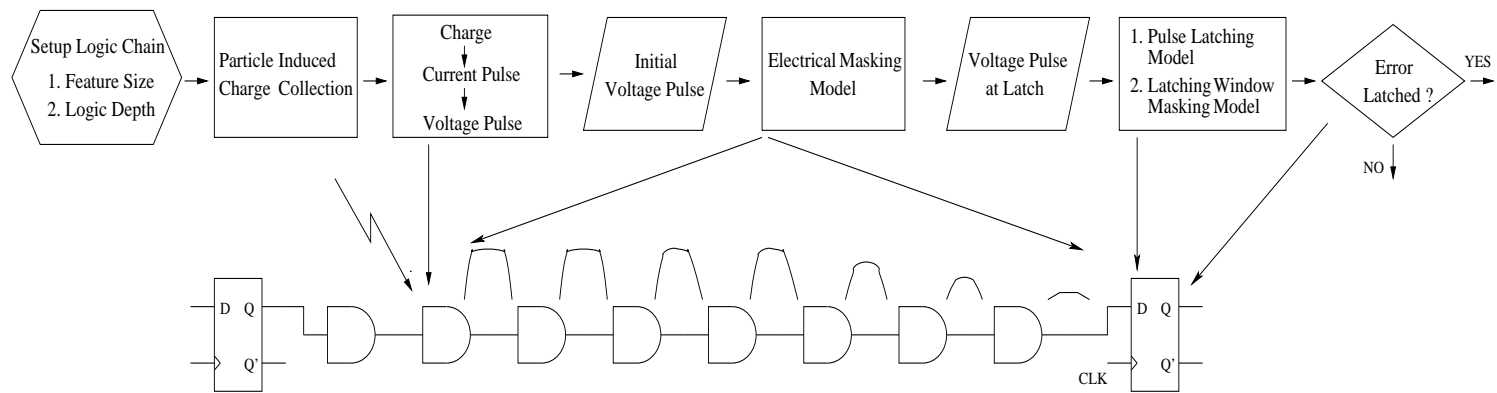 Setup Logic Chain
1. Feature Size
2. Logic Depth
Particle Induced
Charge Collection
Charge
Current Pulse
Voltage Pulse
Initial
Voltage Pulse
Electrical Masking
Model
Voltage Pulse
at Latch
1. Pulse Latching
Model
2. Latching Window
Masking Model
Error
Latched ?
YES
NO
D Q
Q'
D Q
Q'
CLK